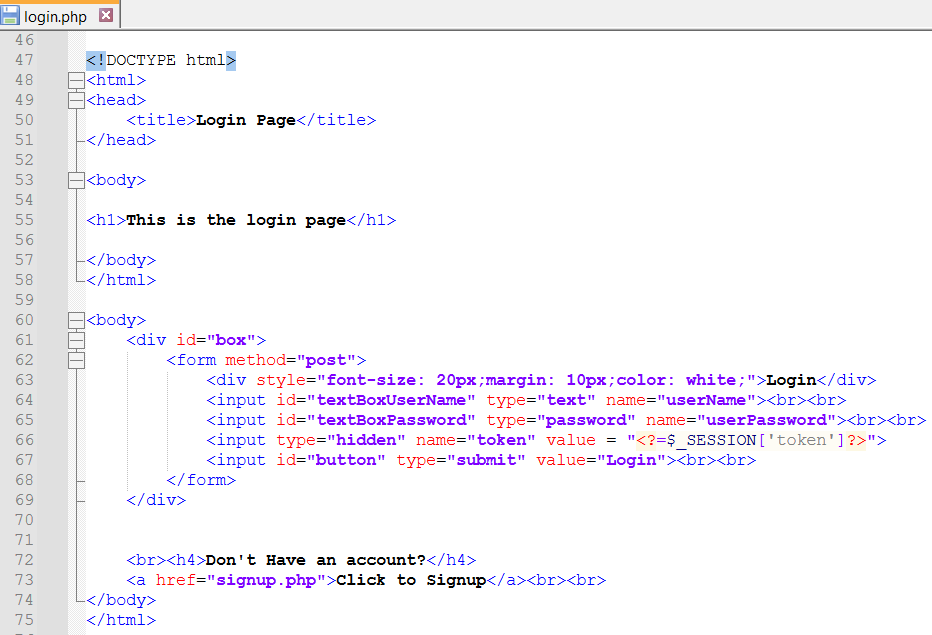 login.php
46
47 <!DOCTYPE html>
48 <html>
49 <head>
50     <title>Login Page</title>
51 </head>
52
53 <body>
54
55 <h1>This is the login page</h1>
56
57 </body>
58 </html>
59
60 <body>
61     <div id="box">
62         <form method="post">
63             <div style="font-size: 20px;margin: 10px;color: white;">Login</div>
64             <input id="textBoxUserName" type="text" name="userName"><br><br>
65             <input id="textBoxPassword" type="password" name="userPassword"><br><br>
66             <input type="hidden" name="token" value = "<?=$_SESSION['token']?>">
67             <input id="button" type="submit" value="Login"><br><br>
68         </form>
69     </div>
70
71
72     <br><h4>Don't Have an account?</h4>
73     <a href="signup.php">Click to Signup</a><br><br>
74 </body>
75 </html>